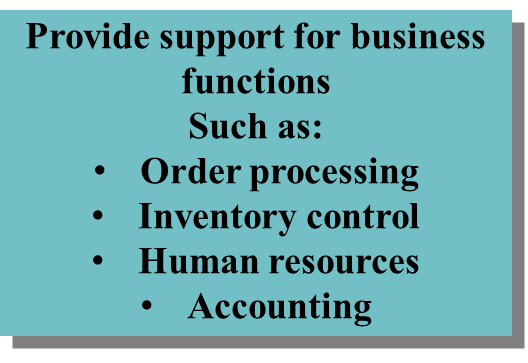 Provide support for business
functions
Such as:
• Order processing
• Inventory control
• Human resources
• Accounting